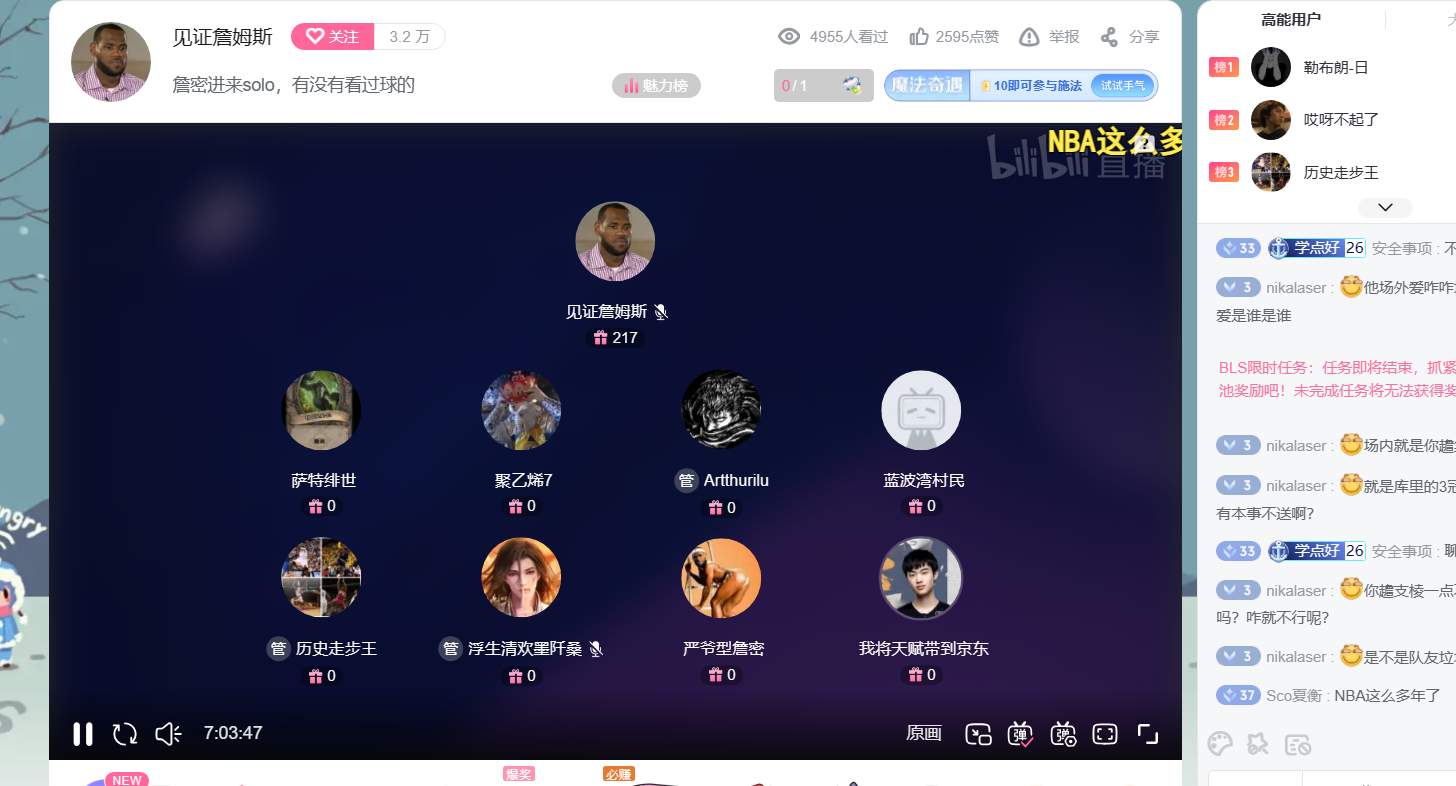 见证詹姆斯
关注
3.2 万
4955人看过
2595点赞
举报
分享
詹密进来solo，有没有看过球的
魅力榜
0/1
魔法奇遇
10即可参与施法
试试手气
NBA这么多
bilibili 直播
见证詹姆斯
217
萨特绯世
0
聚乙烯7
0
管 Artthurilu
0
蓝波湾村民
0
管 历史走步王
0
管 浮生清欢墨阡桑
0
严爷型詹密
0
我将天赋带到京东
0
7:03:47
原画
弹
弹
NEW
爆奖
必赚
高能用户
榜1
勒布朗-日
榜2
哎呀不起了
榜3
历史走步王
33 学点好 26 安全事项 : 不
3 nikalaser : 他场外爱咋咋
爱是谁是谁
BLS限时任务：任务即将结束，抓紧
池奖励吧！未完成任务将无法获得奖
3 nikalaser : 场内就是你
3 nikalaser : 就是库里的3冠
有本事不送啊？
33 学点好 26 安全事项 : 聊
3 nikalaser : 你
支棱一点
吗？咋就不行呢？
3 nikalaser : 是不是队友垃
37 Sco夏衡 : NBA这么多年了
ngry